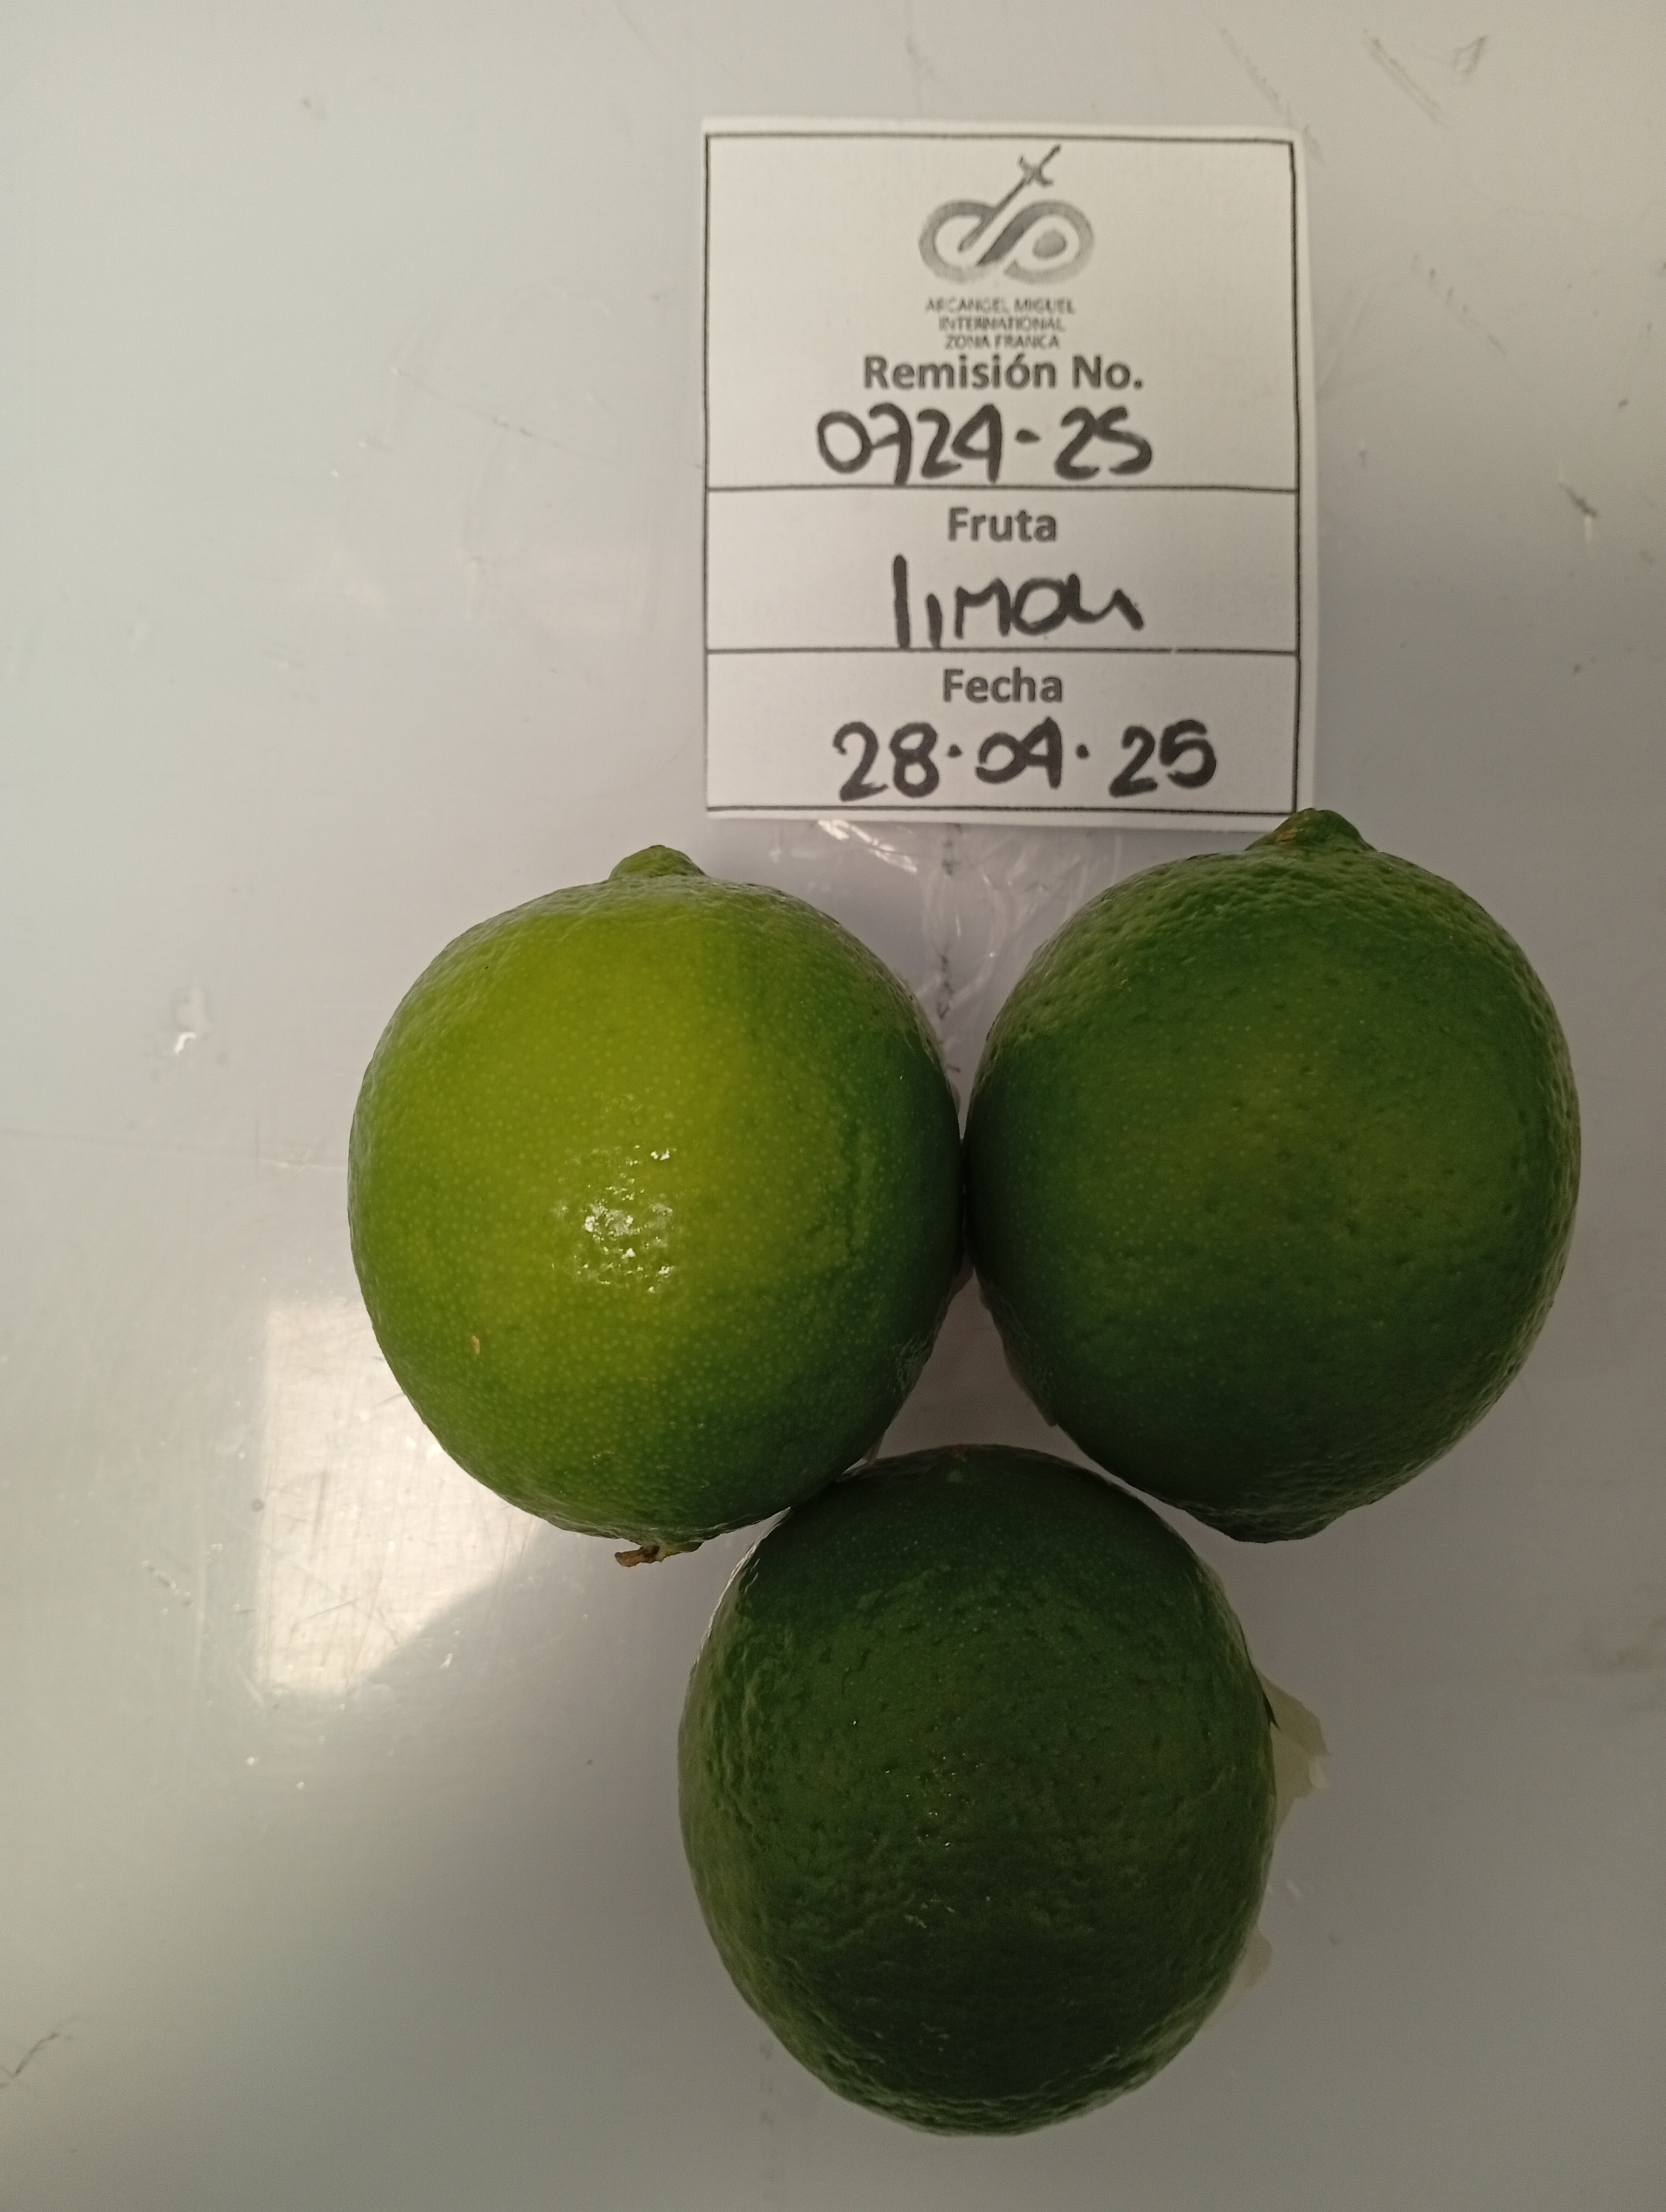 ARCANGEL MIGUEL
INTERNATIONAL
ZONA FRANCA
Remisión No.
0724-25
Fruta
limon
Fecha
28.04.25